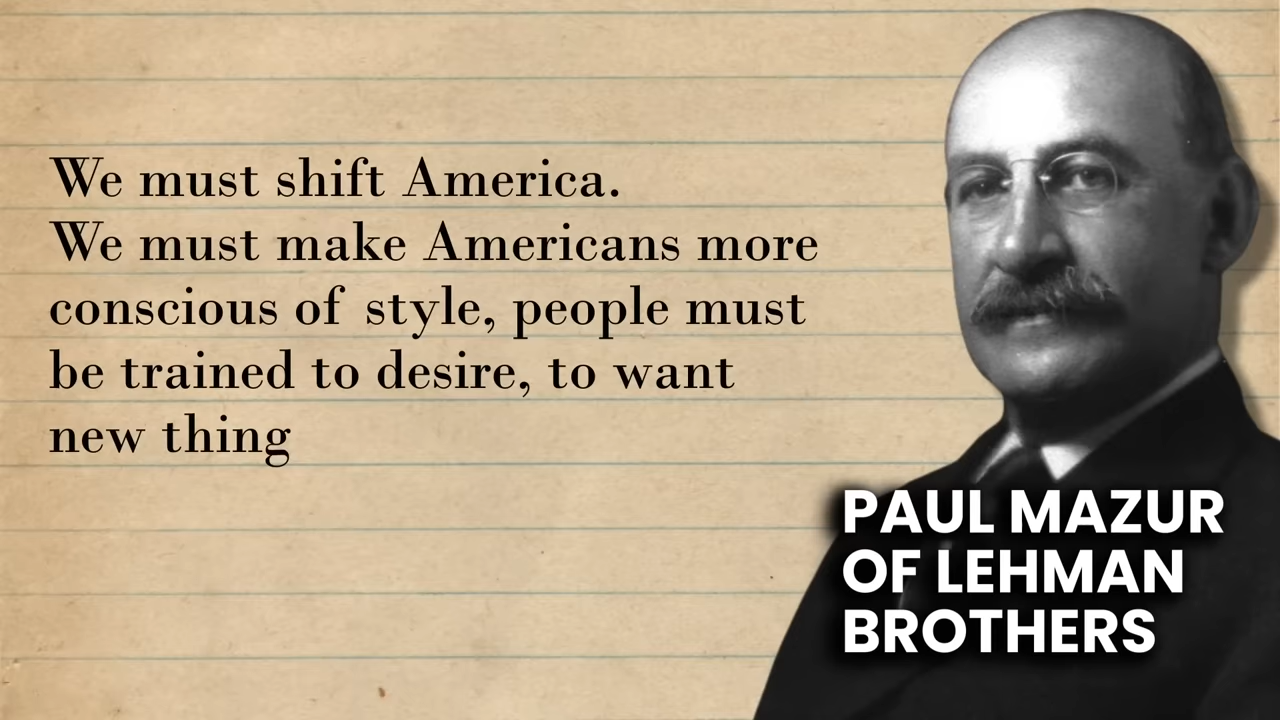 We must shift America.
We must make Americans more
conscious of style, people must
be trained to desire, to want
new thing
PAUL MAZUR
OF LEHMAN
BROTHERS